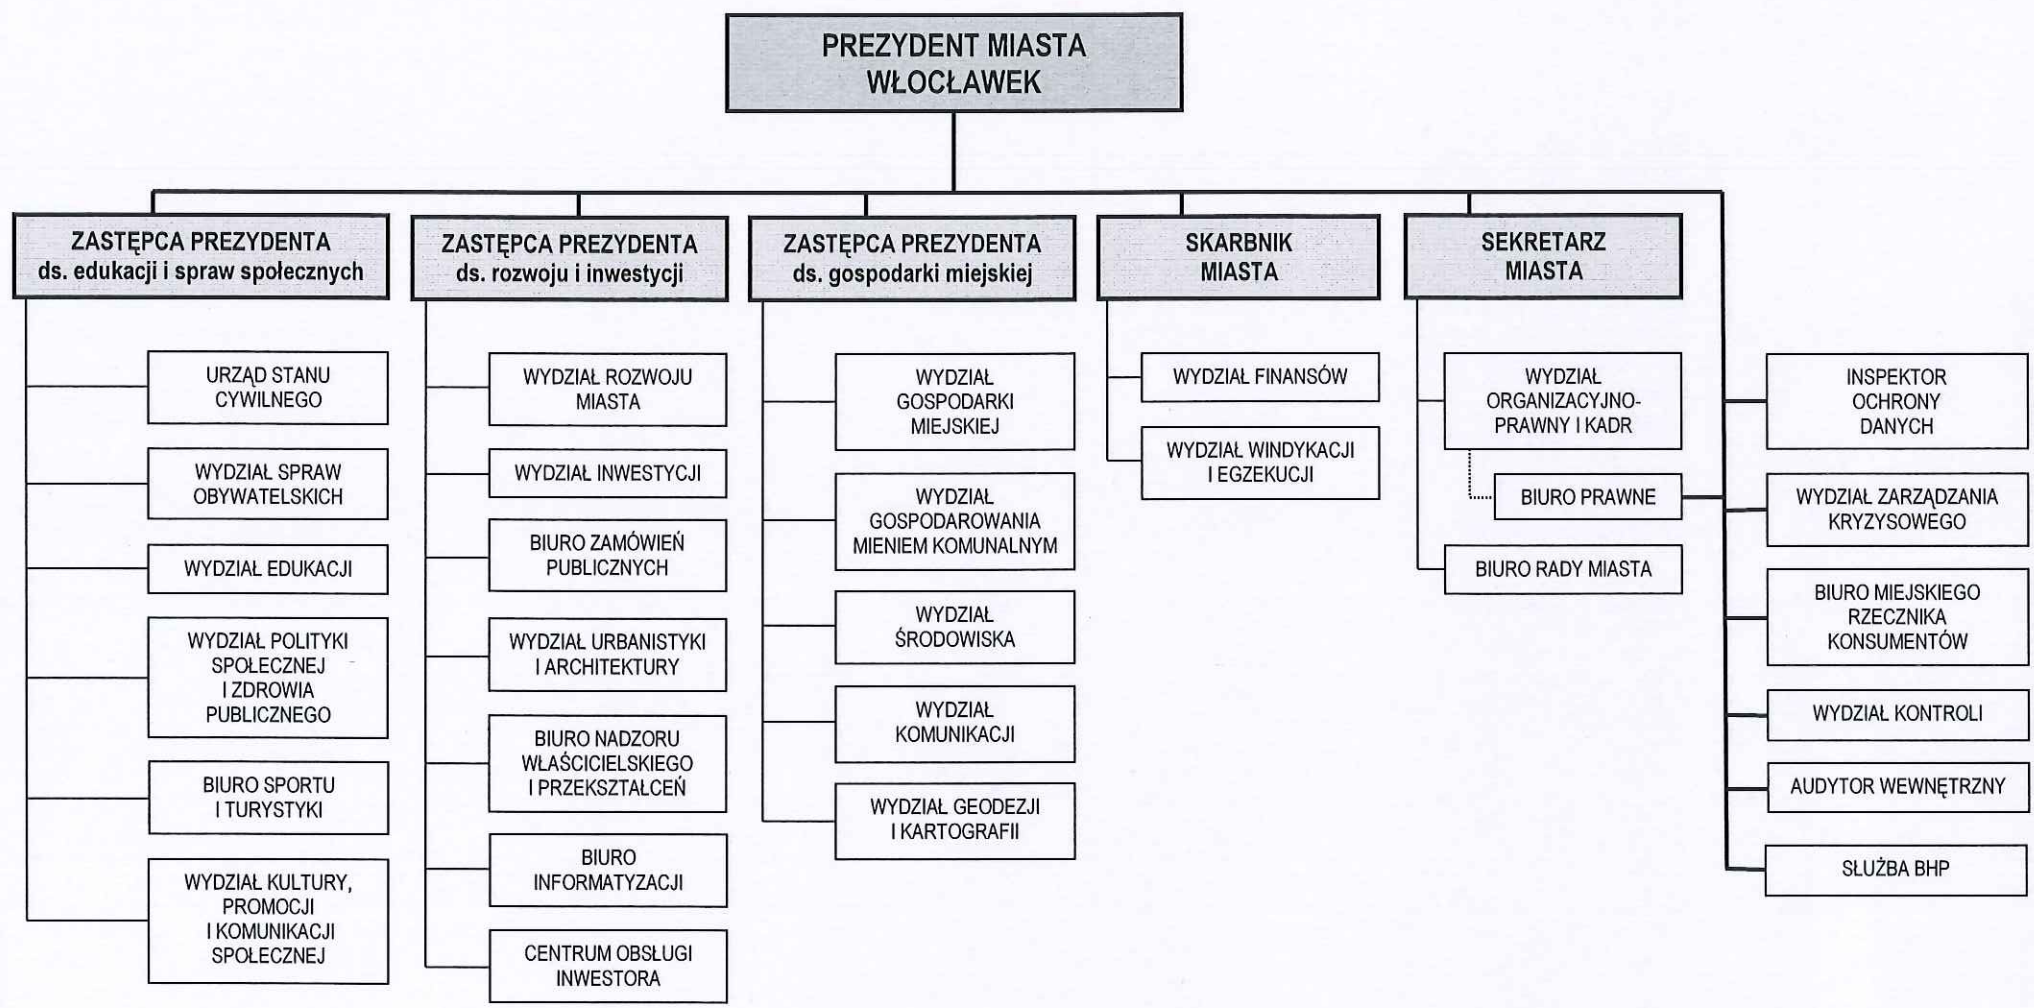 PREZYDENT MIASTA
WŁOCŁAWEK
ZASTĘPCA PREZYDENTA
ds. edukacji i spraw społecznych
URZĄD STANU
CYWILNEGO
WYDZIAŁ SPRAW
OBYWATELSKICH
WYDZIAŁ EDUKACJI
WYDZIAŁ POLITYKI
SPOŁECZNEJ
I ZDROWIA
PUBLICZNEGO
BIURO SPORTU
I TURYSTYKI
WYDZIAŁ KULTURY,
PROMOCJI
I KOMUNIKACJI
SPOŁECZNEJ
ZASTĘPCA PREZYDENTA
ds. rozwoju i inwestycji
WYDZIAŁ ROZWOJU
MIASTA
WYDZIAŁ INWESTYCJI
BIURO ZAMÓWIEŃ
PUBLICZNYCH
WYDZIAŁ URBANISTYKI
I ARCHITEKTURY
BIURO NADZORU
WŁAŚCICIELSKIEGO
I PRZEKSZTAŁCEŃ
BIURO
INFORMATYZACJI
CENTRUM OBSŁUGI
INWESTORA
ZASTĘPCA PREZYDENTA
ds. gospodarki miejskiej
WYDZIAŁ
GOSPODARKI
MIEJSKIEJ
WYDZIAŁ
GOSPODAROWANIA
MIENIEM KOMUNALNYM
WYDZIAŁ
ŚRODOWISKA
WYDZIAŁ
KOMUNIKACJI
WYDZIAŁ GEODEZJI
I KARTOGRAFII
SKARBNIK
MIASTA
WYDZIAŁ FINANSÓW
WYDZIAŁ WINDYKACJI
I EGZEKUCJI
SEKRETARZ
MIASTA
WYDZIAŁ
ORGANIZACYJNO-
PRAWNY I KADR
BIURO PRAWNE
BIURO RADY MIASTA
INSPEKTOR
OCHRONY
DANYCH
WYDZIAŁ ZARZĄDZANIA
KRYZYSOWEGO
BIURO MIEJSKIEGO
RZECZNIKA
KONSUMENTÓW
WYDZIAŁ KONTROLI
AUDYTOR WEWNĘTRZNY
SŁUŻBA BHP